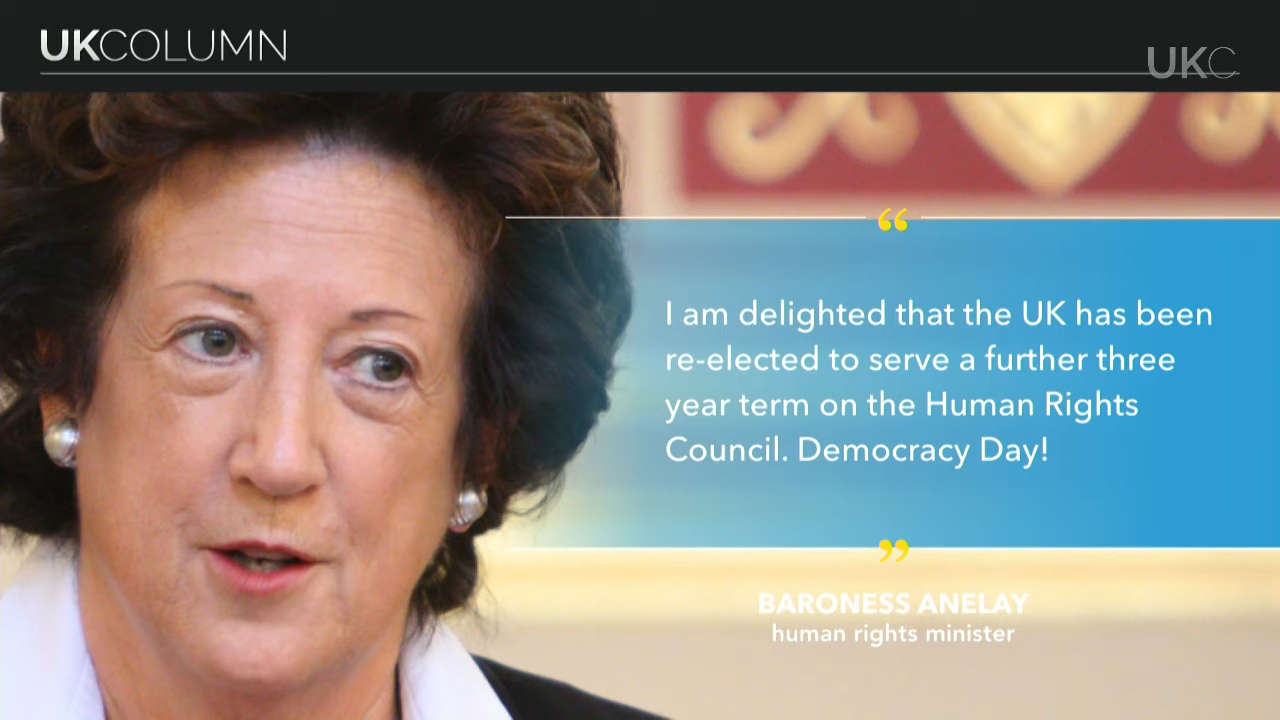 UKCOLUMN
UKC
“
I am delighted that the UK has been
re-elected to serve a further three
year term on the Human Rights
Council. Democracy Day!
”
BARONESS ANELAY
human rights minister